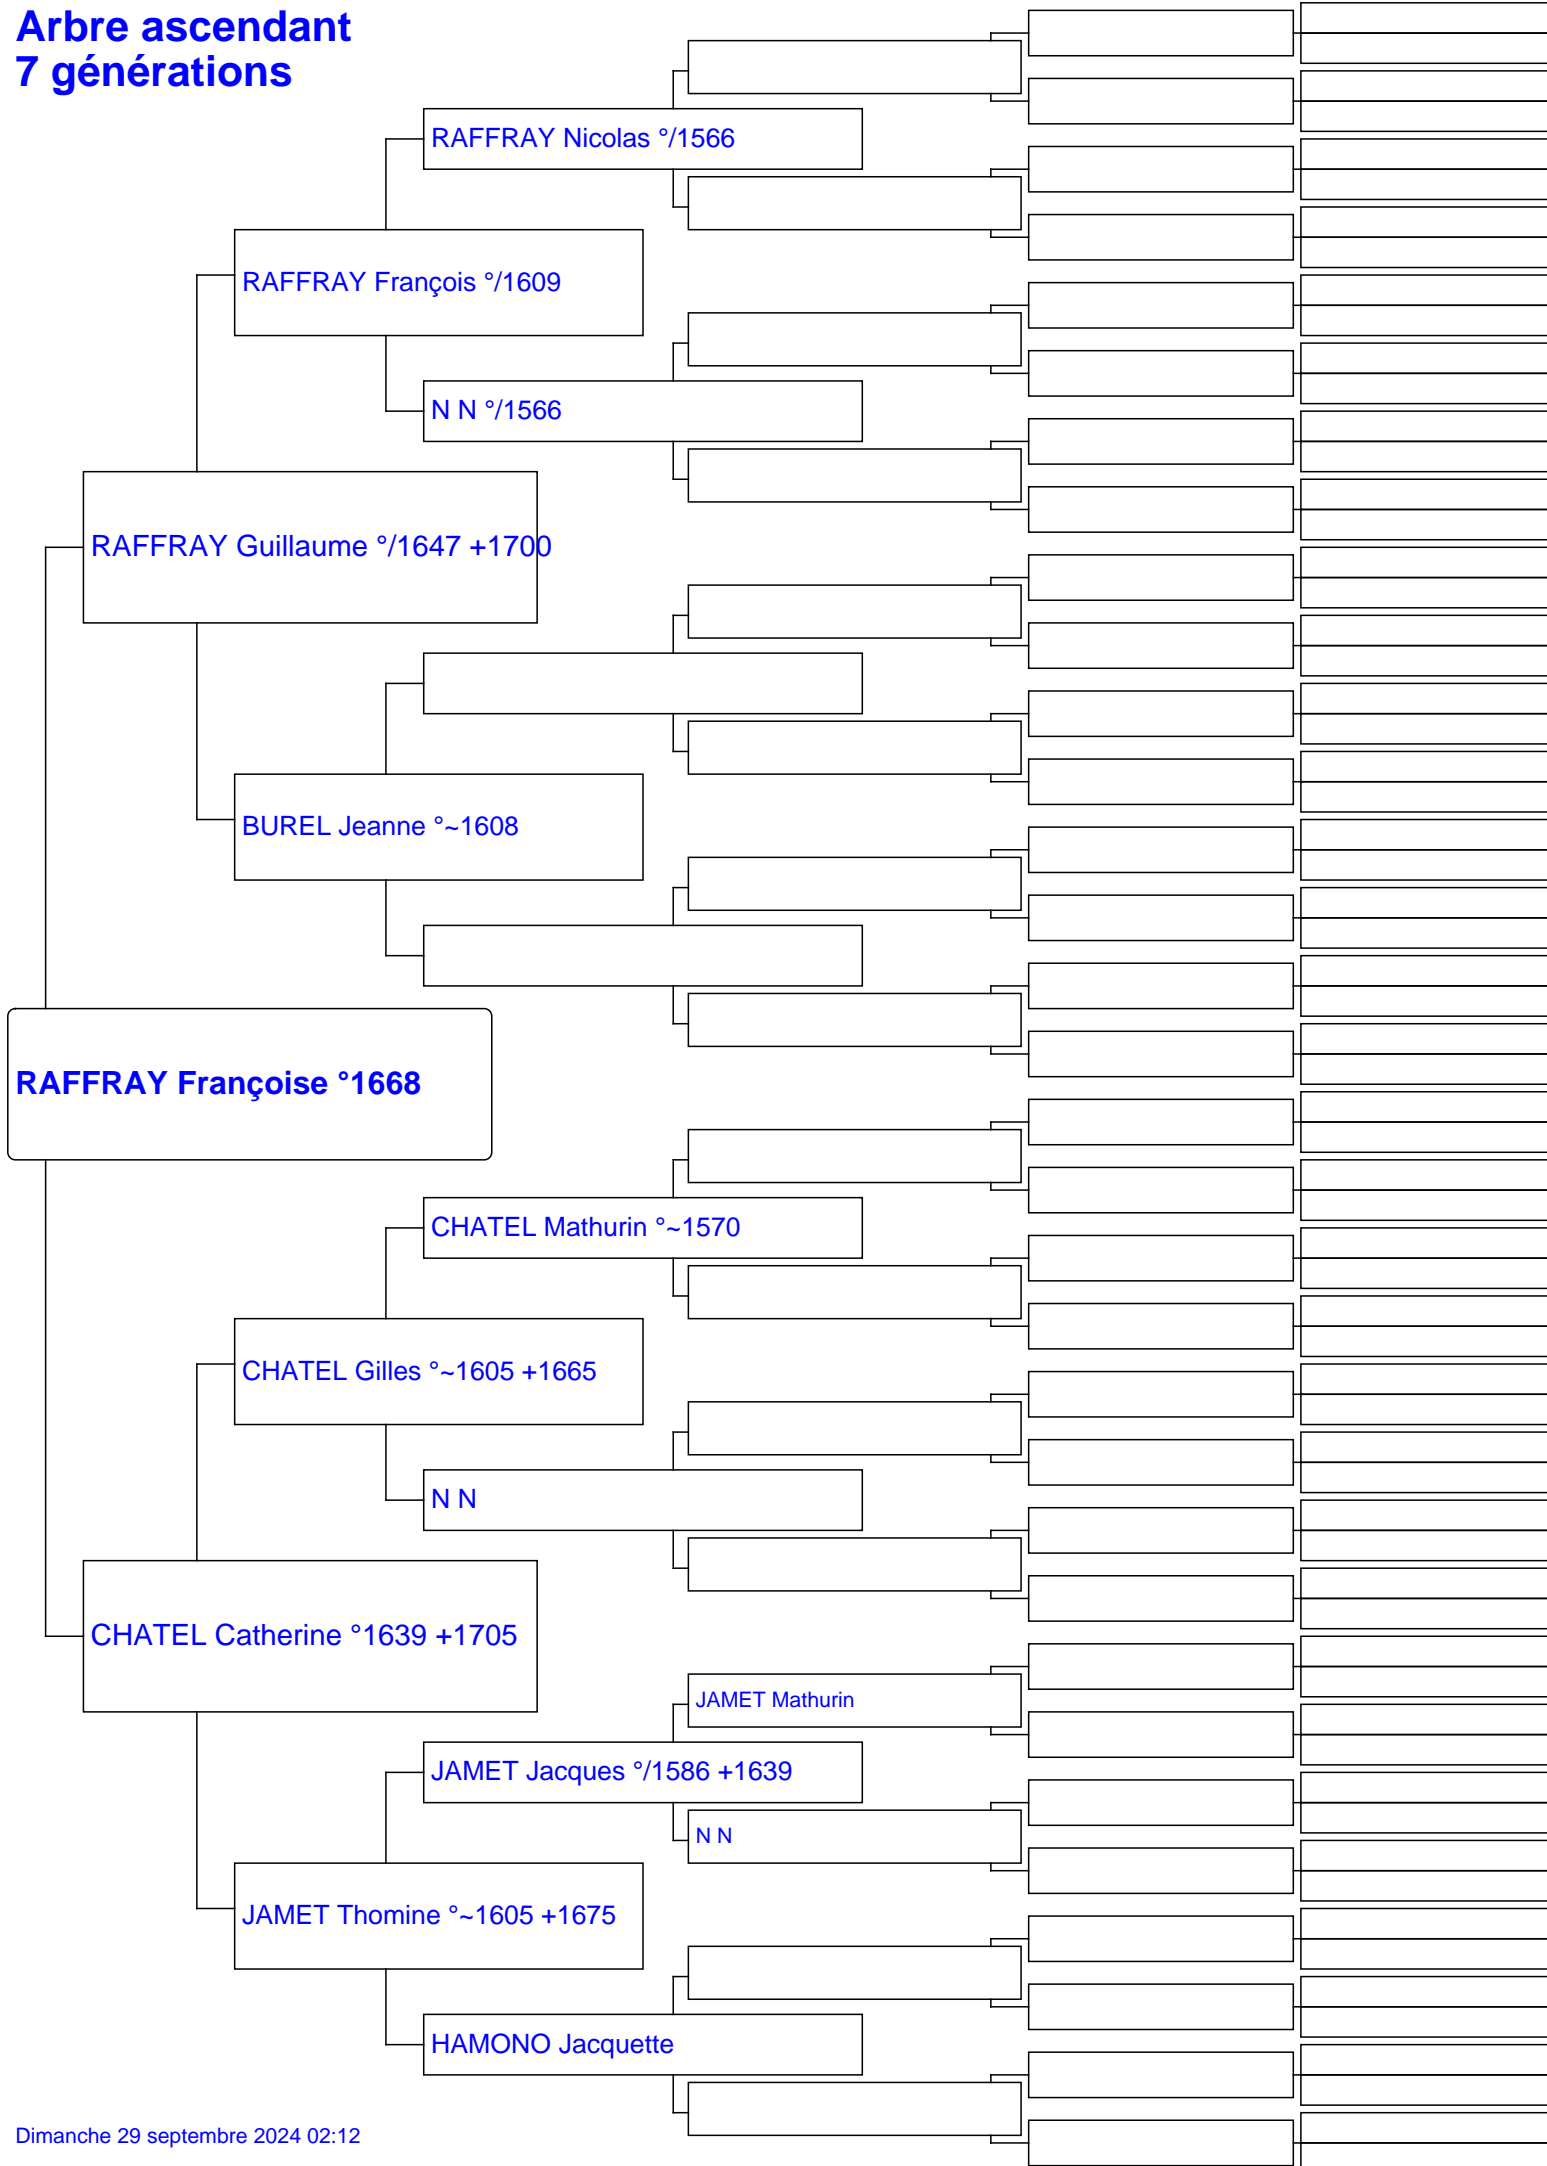 Arbre ascendant
7 générations
RAFFRAY Nicolas °/1566
RAFFRAY François °/1609
N N °/1566
RAFFRAY Guillaume °/1647 +1700
BUREL Jeanne °~1608
RAFFRAY Françoise °1668
CHATEL Mathurin °~1570
CHATEL Gilles °~1605 +1665
N N
CHATEL Catherine °1639 +1705
JAMET Mathurin
JAMET Jacques °/1586 +1639
N N
JAMET Thomine °~1605 +1675
HAMONO Jacquette
Dimanche 29 septembre 2024 02:12